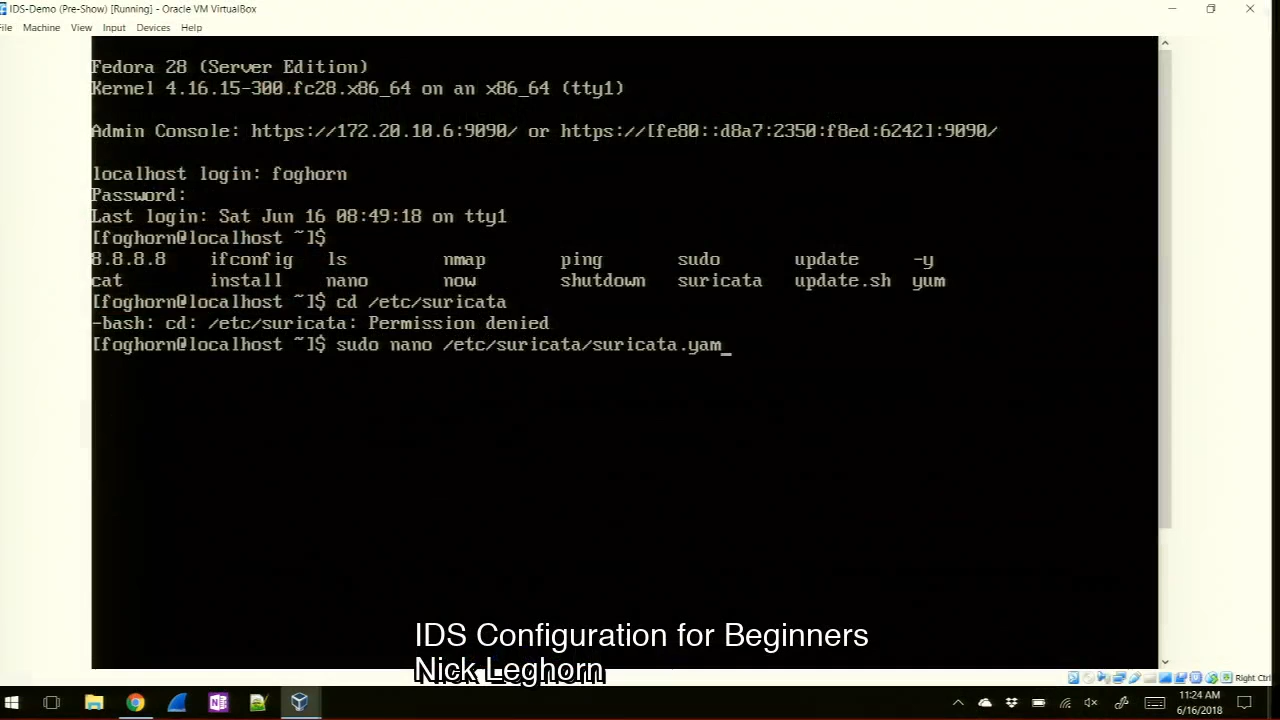 IDS-Demo (Pre-Show) [Running] - Oracle VM VirtualBox
File Machine View Input Devices Help
Fedora 28 (Server Edition)
Kernel 4.16.15-300.fc28.x86_64 on an x86_64 (tty1)
Admin Console: https://172.20.10.6:9090/ or https://[fe80::d8a7:2350:f8ed:6242]:9090/
localhost login: foghorn
Password:
Last login: Sat Jun 16 08:49:18 on tty1
[foghorn@localhost ~]$
8.8.8.8 ifconfig ls nmap ping sudo update -y
cat install nano now shutdown suricata update.sh yum
[foghorn@localhost ~]$ cd /etc/suricata
-bash: cd: /etc/suricata: Permission denied
[foghorn@localhost ~]$ sudo nano /etc/suricata/suricata.yam_
IDS Configuration for Beginners
Nick Leghorn
Right Ctrl
11:24 AM
6/16/2018